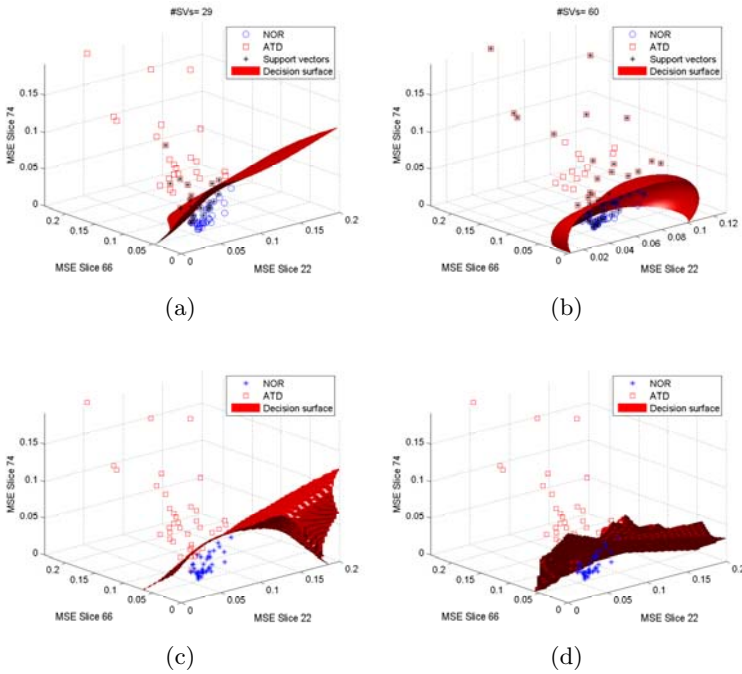 #SVs= 29
NOR
ATD
Support vectors
Decision surface
MSE Slice 74
0.15
0.1
0.05
0
0.2
0.15
0.1
0.05
0
MSE Slice 66
0
0.05
0.1
0.15
0.2
MSE Slice 22
(a)
#SVs= 60
NOR
ATD
Support vectors
Decision surface
MSE Slice 74
0.15
0.1
0.05
0
0.2
0.15
0.1
0.05
0
MSE Slice 66
0.02
0.04
0.06
0.08
0.1
0.12
MSE Slice 22
(b)
NOR
ATD
Decision surface
MSE Slice 74
0.15
0.1
0.05
0
0.2
0.15
0.1
0.05
0
MSE Slice 66
0
0.05
0.1
0.15
0.2
MSE Slice 22
(c)
NOR
ATD
Decision surface
MSE Slice 74
0.15
0.1
0.05
0
0.2
0.15
0.1
0.05
0
MSE Slice 66
0
0.05
0.1
0.15
0.2
MSE Slice 22
(d)